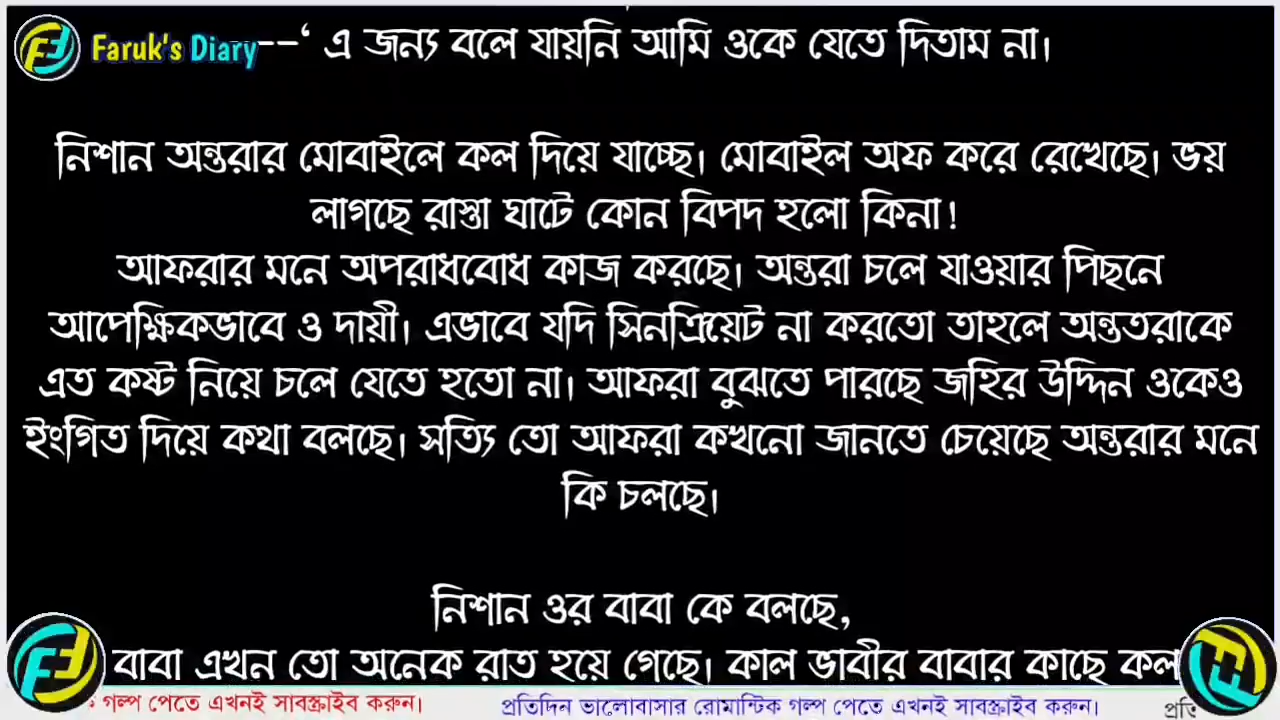 Faruk's Diary
---‘ এ জন্য বলে যায়নি আমি ওকে যেতে দিতাম না।
নিশান অন্তরার মোবাইলে কল দিয়ে যাচ্ছে। মোবাইল অফ করে রেখেছে। ভয়
লাগছে রাস্তা ঘাটে কোন বিপদ হলো কিনা!
আফরার মনে অপরাধবোধ কাজ করছে। অন্তরা চলে যাওয়ার পিছনে
আপেক্ষিকভাবে ও দায়ী। এভাবে যদি সিনক্রিয়েট না করতো তাহলে অন্ততরাকে
এত কষ্ট নিয়ে চলে যেতে হতো না। আফরা বুঝতে পারছে জহির উদ্দিন ওকেও
ইংগিত দিয়ে কথা বলছে। সত্যি তো আফরা কখনো জানতে চেয়েছে অন্তরার মনে
কি চলছে।
নিশান ওর বাবা কে বলছে,
বাবা এখন তো অনেক রাত হয়ে গেছে। কাল ভাবীর বাবার কাছে কল
গল্প পেতে এখনই সাবস্ক্রাইব করুন। প্রতিদিন ভালোবাসার রোমান্টিক গল্প পেতে এখনই সাবস্ক্রাইব করুন।